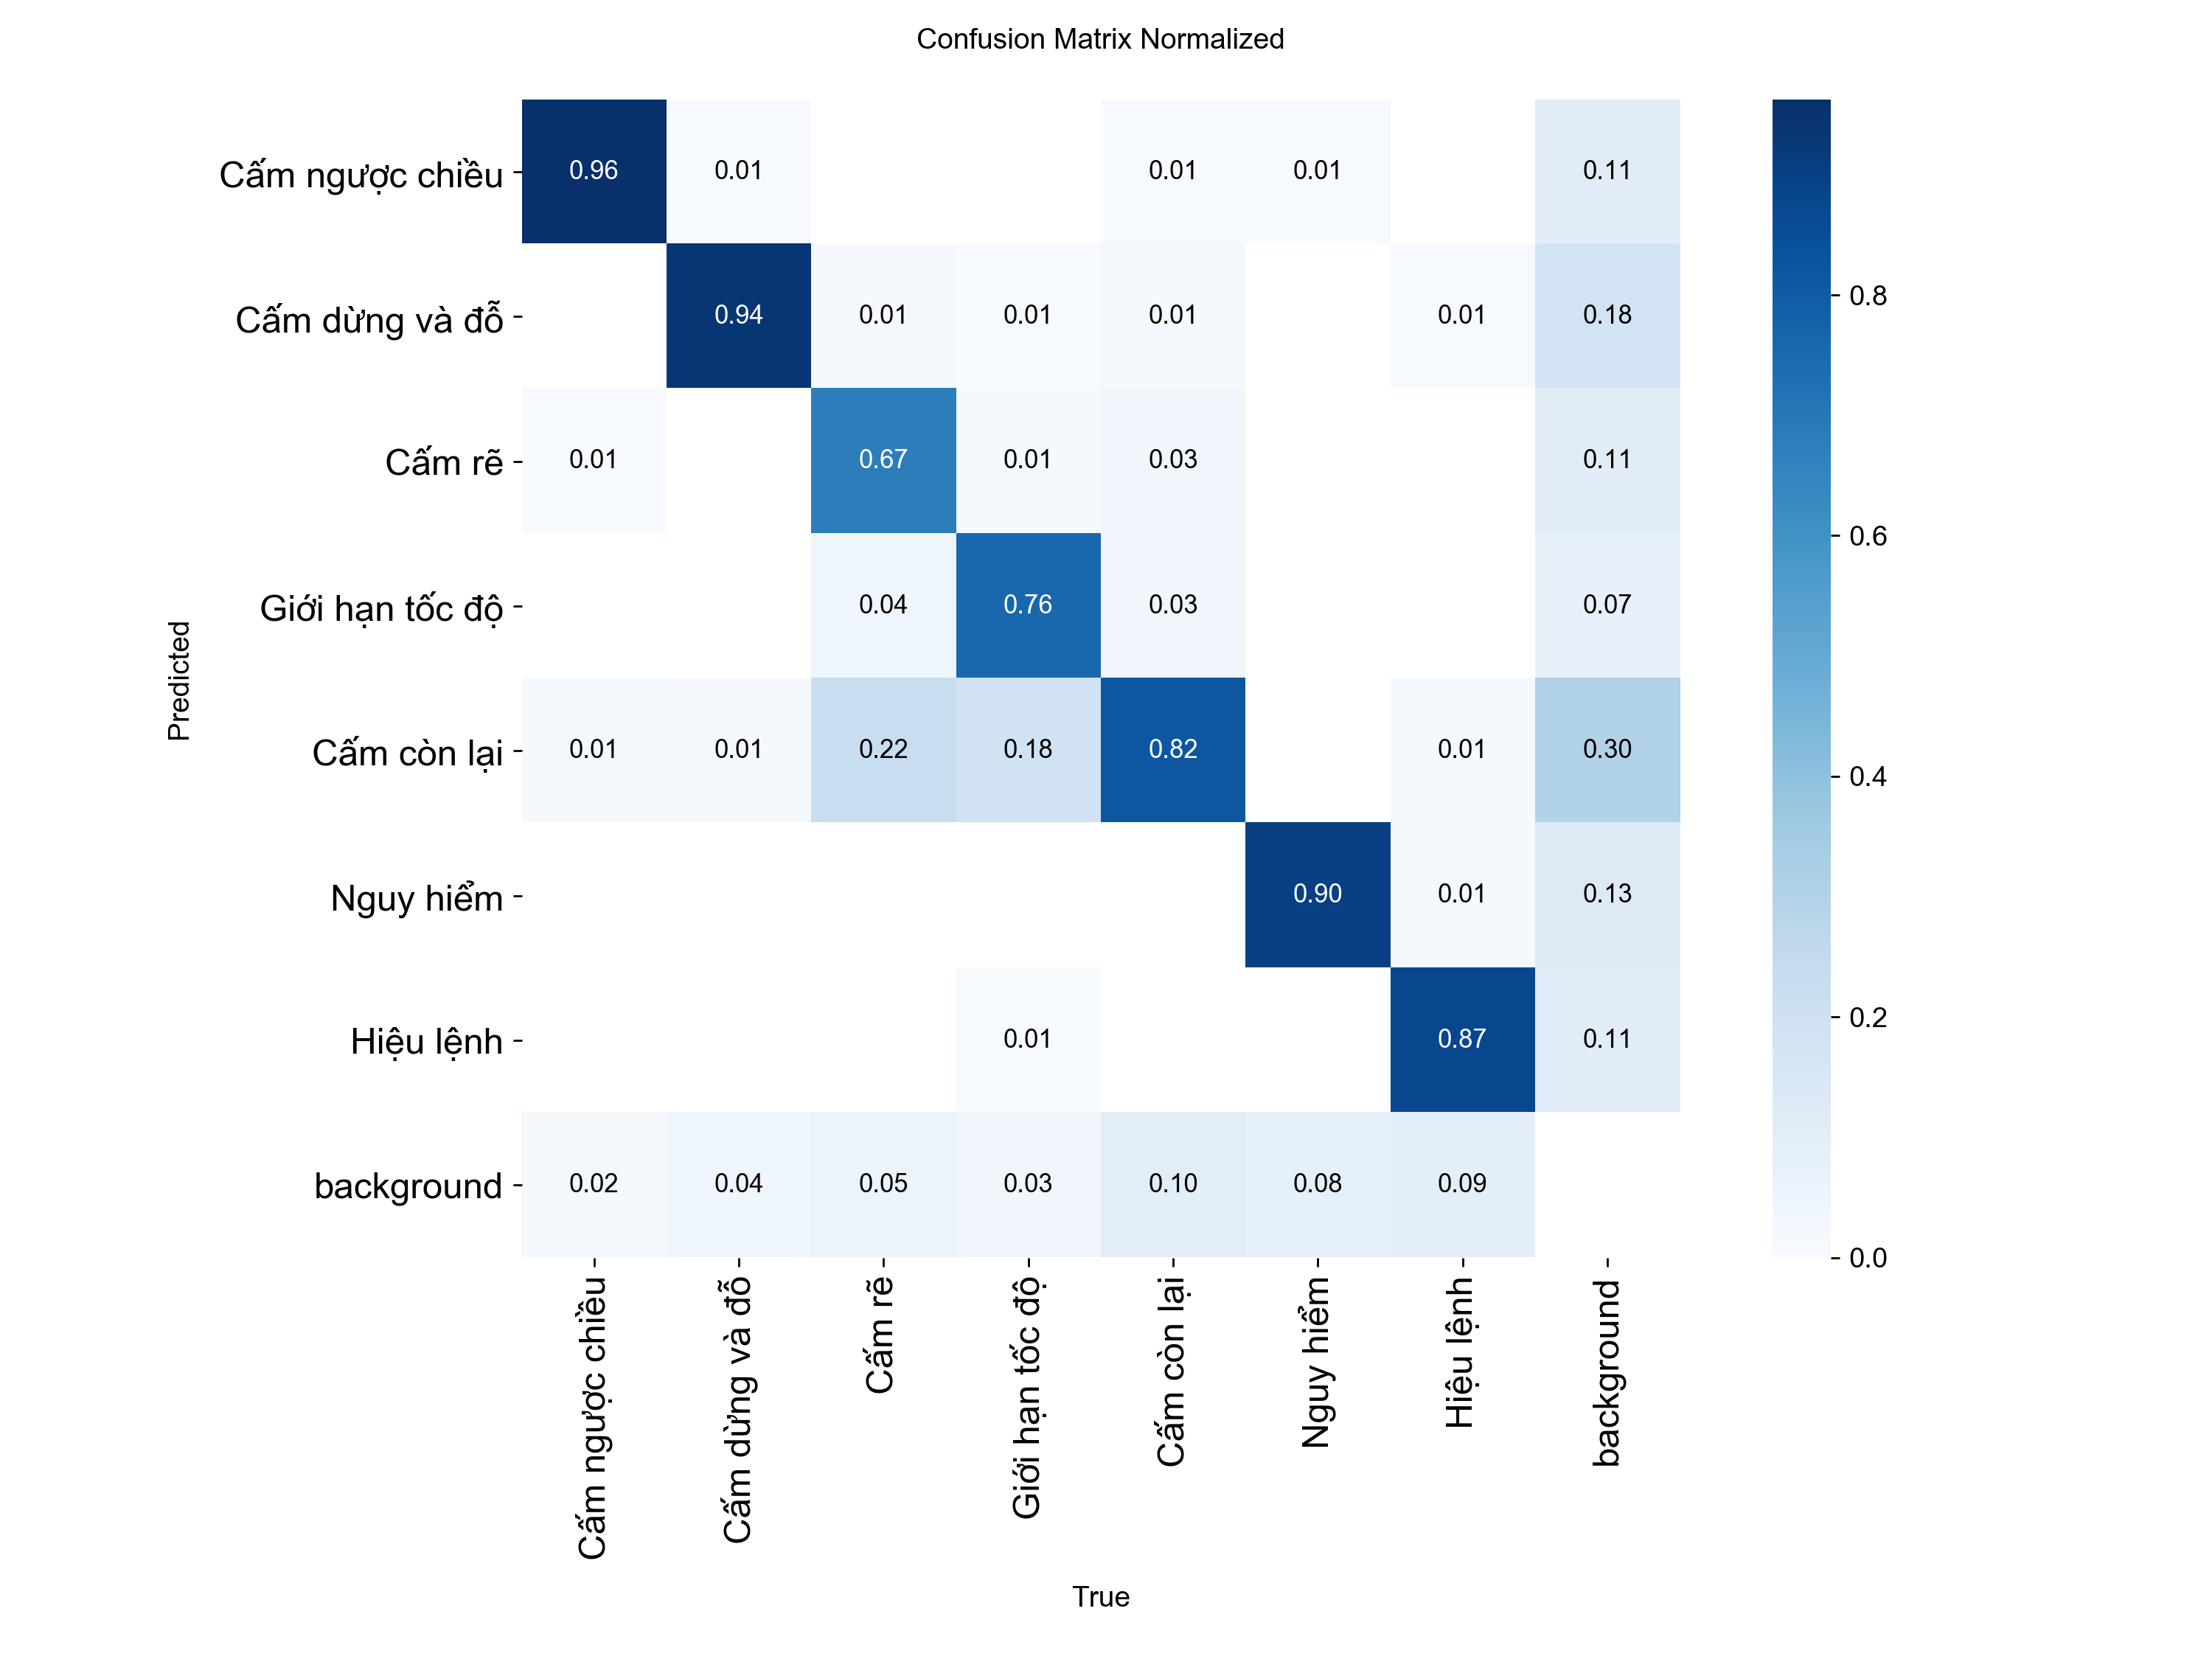 Confusion Matrix Normalized
Cấm ngược chiều 0.96 0.01 0.01 0.01 0.11
Cấm dừng và đỗ 0.94 0.01 0.01 0.01 0.01 0.18
Cấm rẽ 0.01 0.67 0.01 0.03 0.11
Giới hạn tốc độ 0.04 0.76 0.03 0.07
Cấm còn lại 0.01 0.01 0.22 0.18 0.82 0.01 0.30
Nguy hiểm 0.90 0.01 0.13
Hiệu lệnh 0.01 0.87 0.11
background 0.02 0.04 0.05 0.03 0.10 0.08 0.09
Predicted
Cấm ngược chiều
Cấm dừng và đỗ
Cấm rẽ
Giới hạn tốc độ
Cấm còn lại
Nguy hiểm
Hiệu lệnh
background
True
0.8
0.6
0.4
0.2
0.0